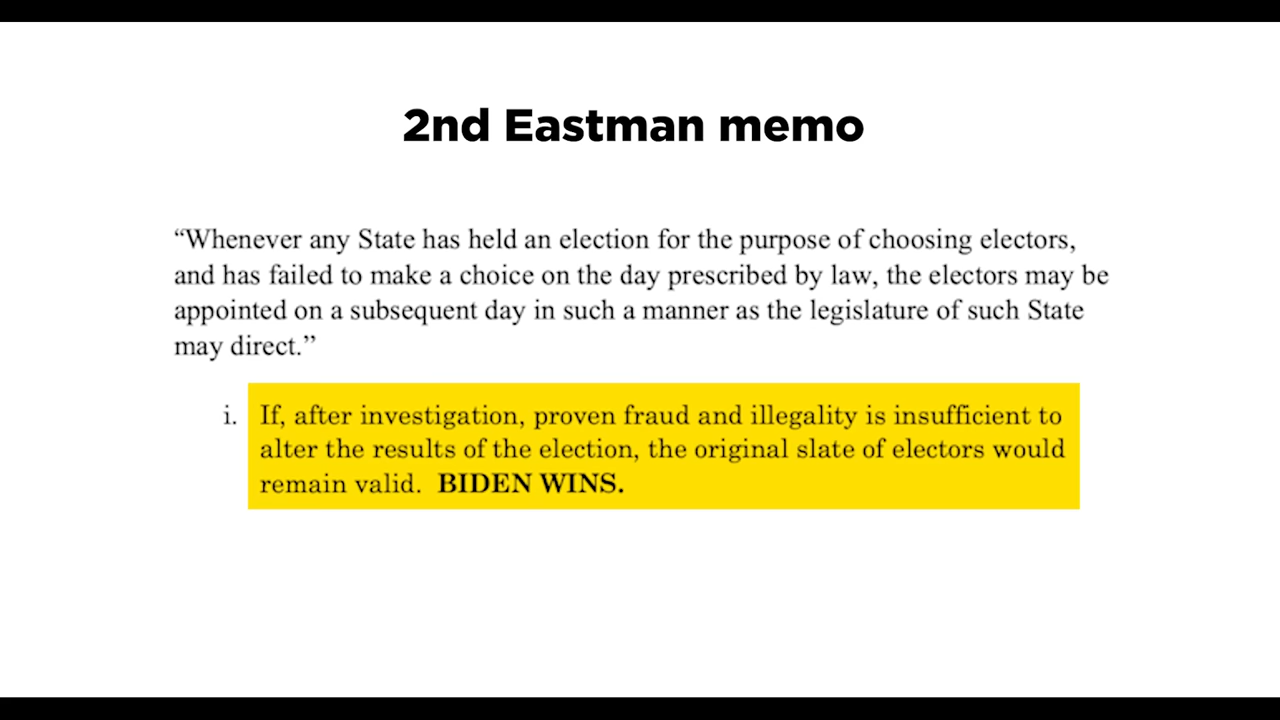 2nd Eastman memo
“Whenever any State has held an election for the purpose of choosing electors,
and has failed to make a choice on the day prescribed by law, the electors may be
appointed on a subsequent day in such a manner as the legislature of such State
may direct.”
i. If, after investigation, proven fraud and illegality is insufficient to
alter the results of the election, the original slate of electors would
remain valid. BIDEN WINS.